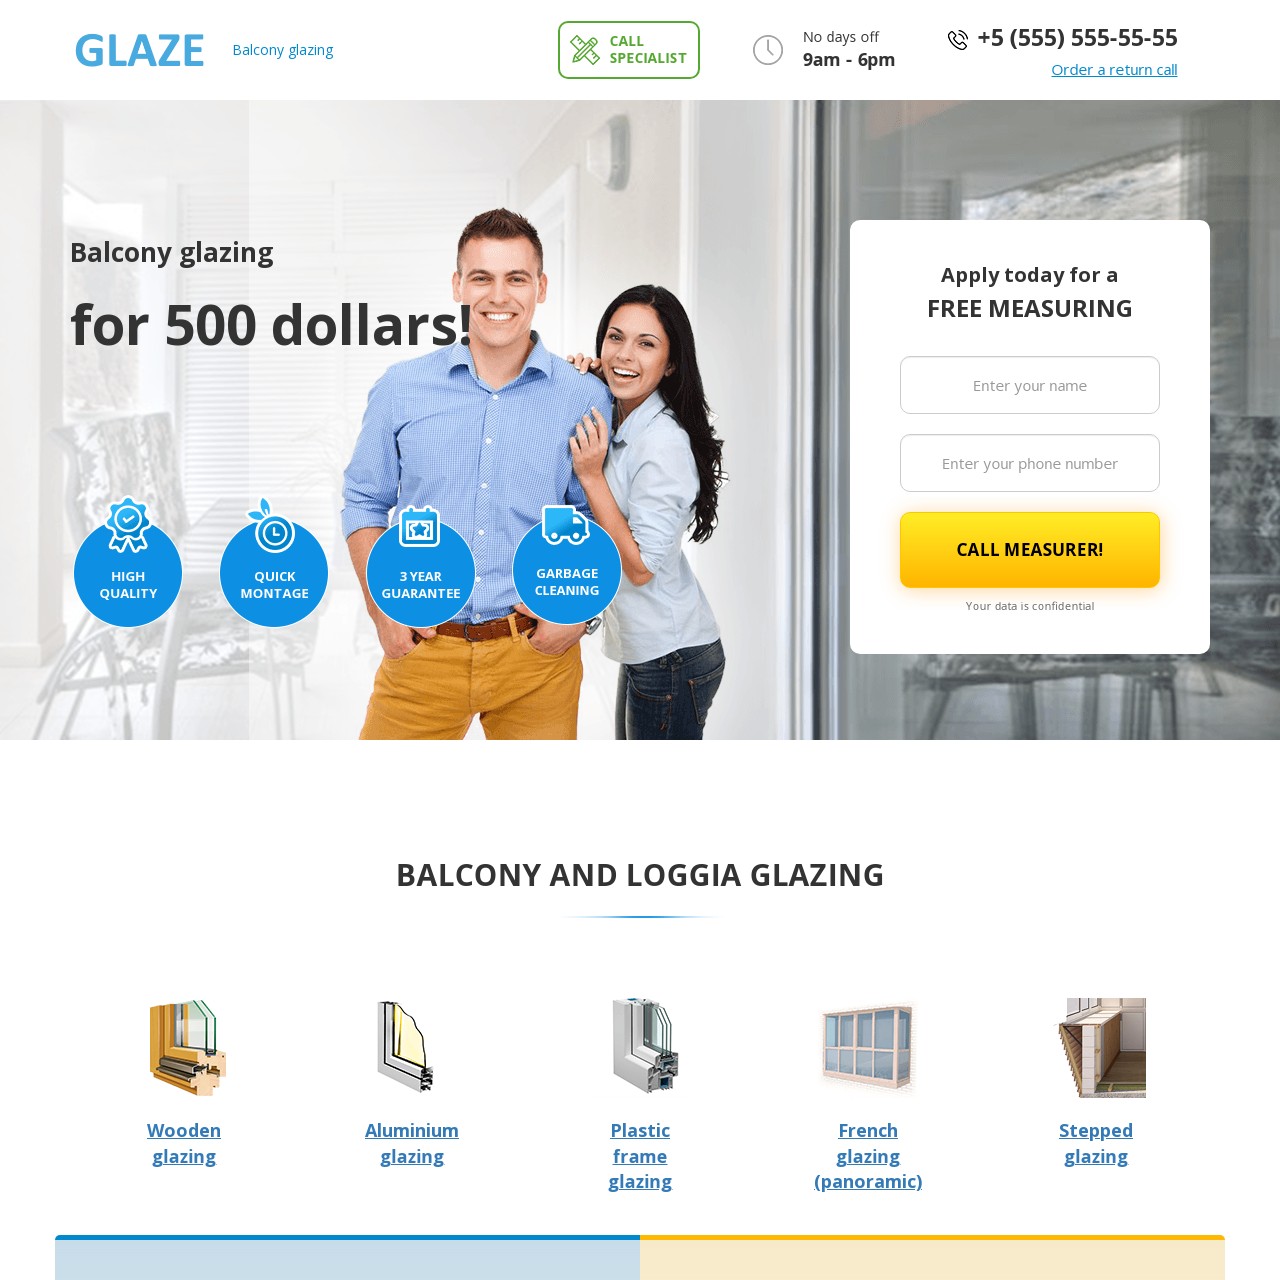 GLAZE
Balcony glazing
CALL
SPECIALIST
No days off
9am - 6pm
+5 (555) 555-55-55
Order a return call
Balcony glazing
for 500 dollars!
Apply today for a
FREE MEASURING
Enter your name
Enter your phone number
CALL MEASURER!
Your data is confidential
HIGH
QUALITY
QUICK
MONTAGE
3 YEAR
GUARANTEE
GARBAGE
CLEANING
BALCONY AND LOGGIA GLAZING
Wooden
glazing
Aluminium
glazing
Plastic
frame
glazing
French
glazing
(panoramic)
Stepped
glazing